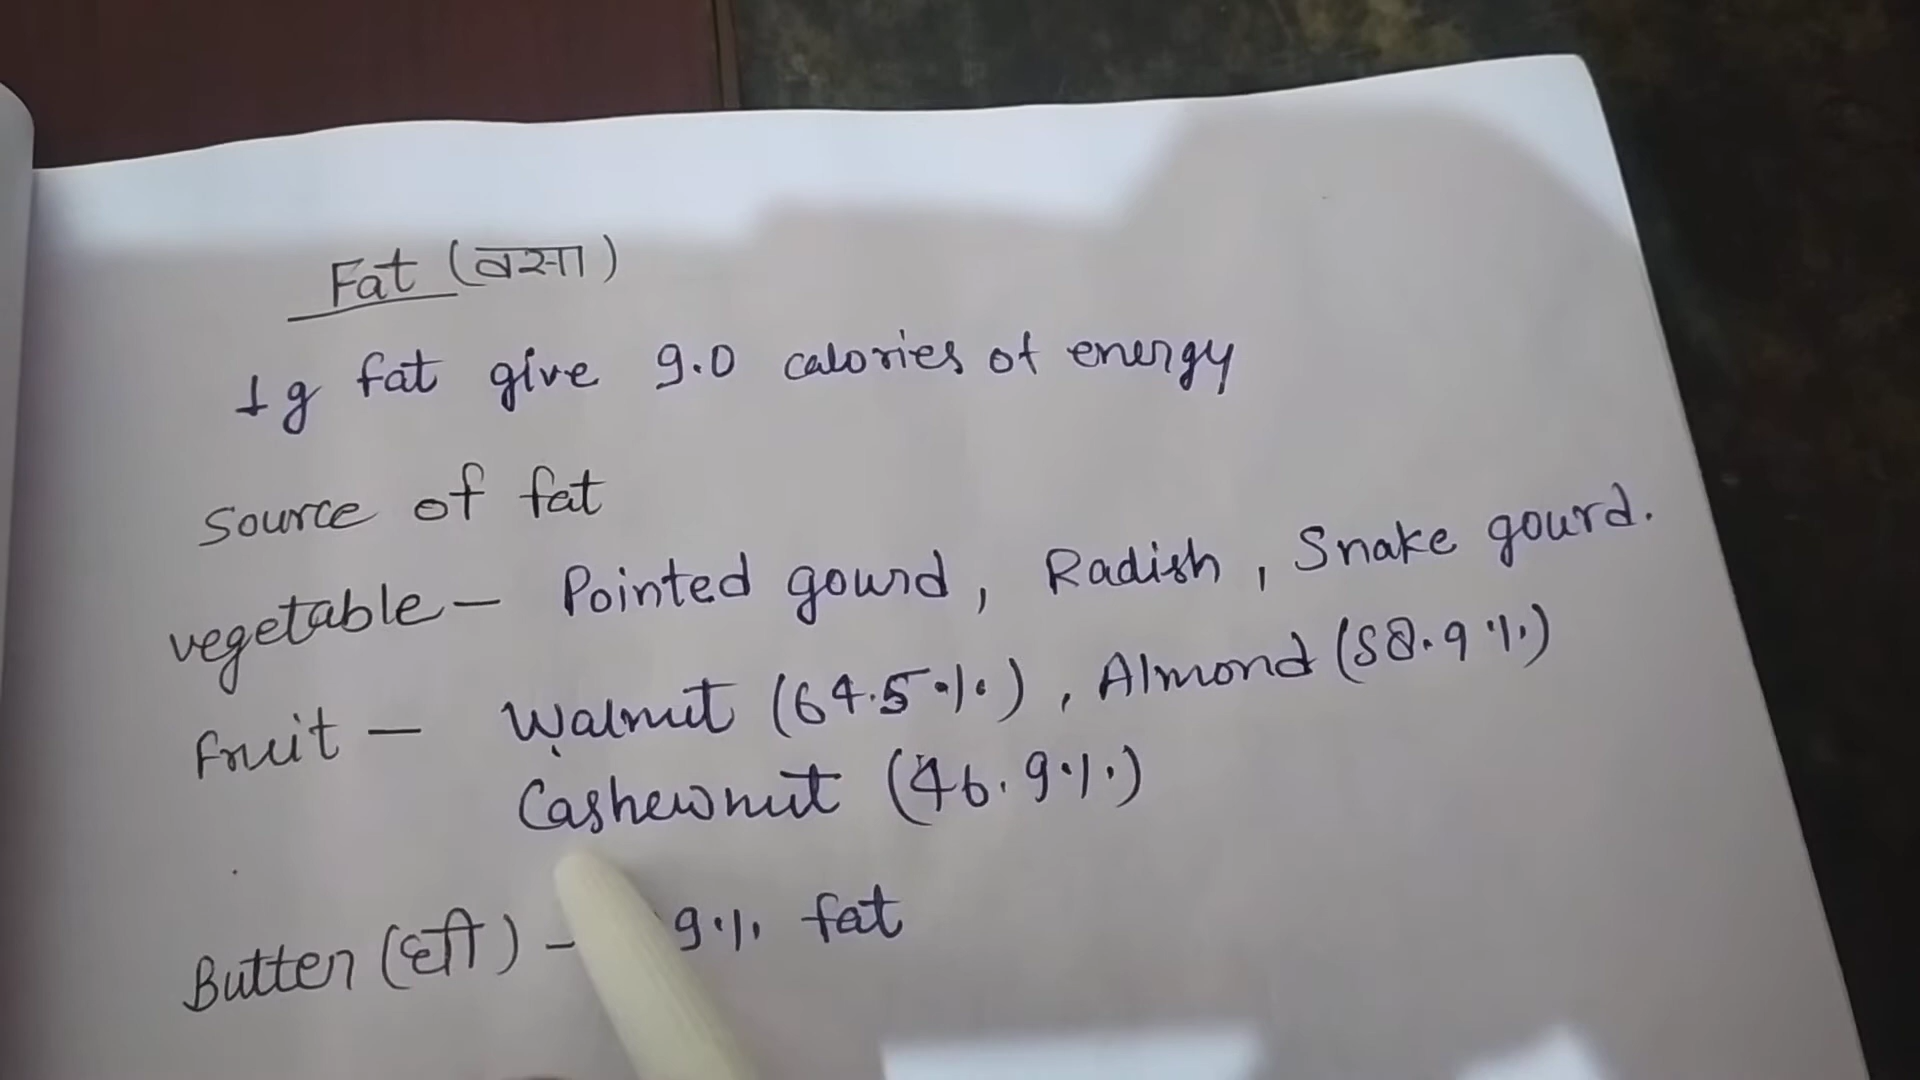 Fat (वसा)
1g fat give 9.0 calories of energy
Source of fat
vegetable - Pointed gourd, Radish, Snake gourd.
fruit - Walnut (64.5%), Almond (58.9%)
Cashewnut (46.9%)
Butter (घी) - 9% fat